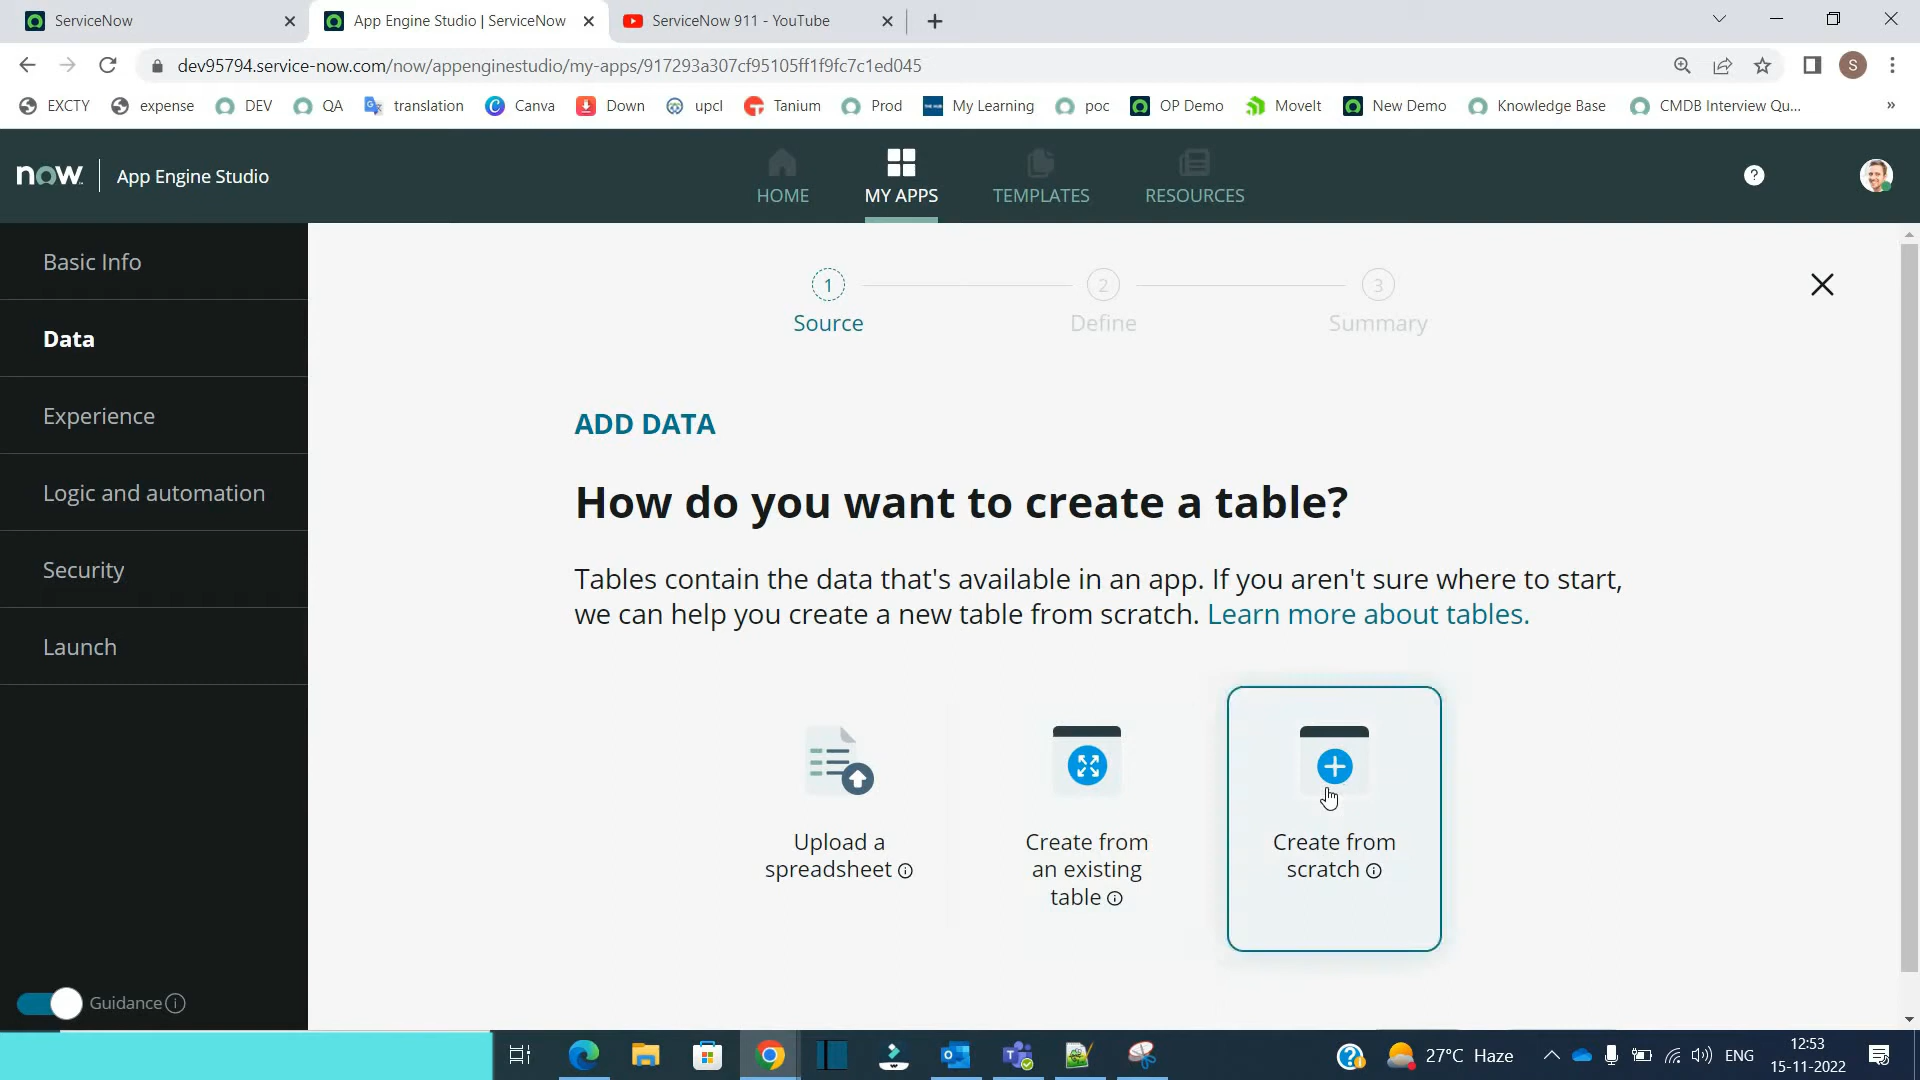 ServiceNow
App Engine Studio | ServiceNow
ServiceNow 911 - YouTube
dev95794.service-now.com/now/appenginestudio/my-apps/917293a307cf95105ff1f9fc7c1ed045
S
EXCTY
expense
DEV
QA
translation
Canva
Down
upcl
Tanium
Prod
My Learning
poc
OP Demo
MoveIt
New Demo
Knowledge Base
CMDB Interview Qu...
»
now
App Engine Studio
HOME
MY APPS
TEMPLATES
RESOURCES
?
Basic Info
Data
Experience
Logic and automation
Security
Launch
Guidance
1
Source
2
Define
3
Summary
ADD DATA
How do you want to create a table?
Tables contain the data that's available in an app. If you aren't sure where to start,
we can help you create a new table from scratch. Learn more about tables.
Upload a
spreadsheet
Create from
an existing
table
Create from
scratch
27°C Haze
ENG
12:53
15-11-2022